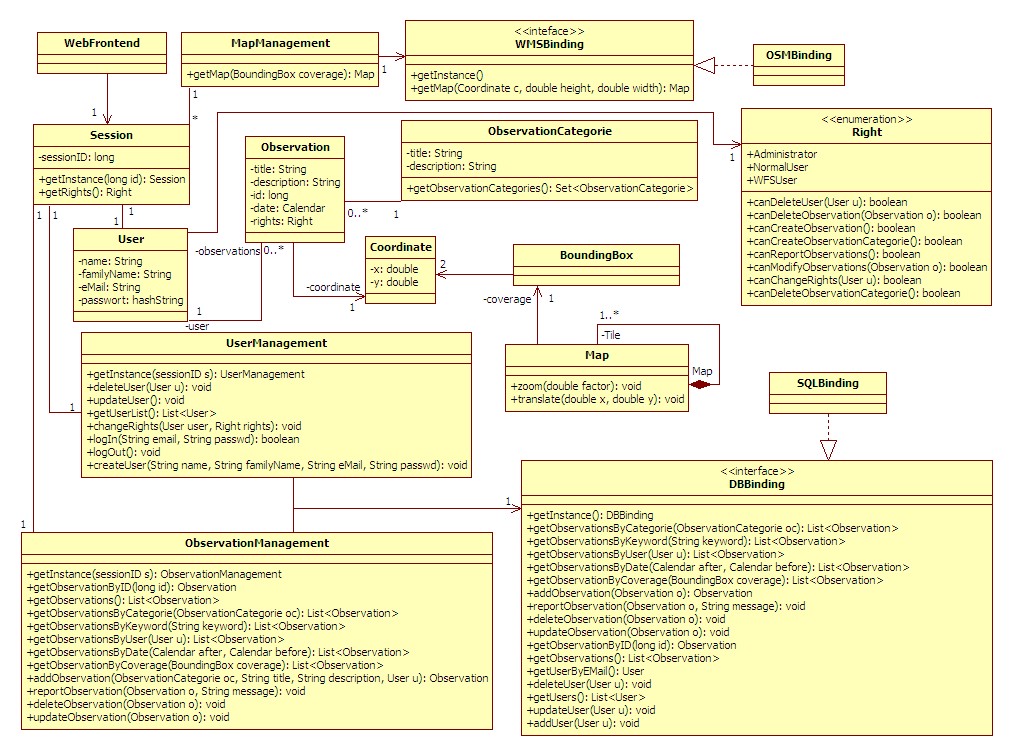 WebFrontend
MapManagement
+getMap(BoundingBox coverage): Map
1
1
*
<<inteface>>
WMSBinding
+getInstance()
+getMap(Coordinate c, double height, double width): Map
OSMBinding
1
Session
-sessionID: long
+getInstance(long id): Session
+getRights(): Right
1
1
1
1
Observation
-title: String
-description: String
-id: long
-date: Calendar
-rights: Right
0..*
1
ObservationCategorie
-title: String
-description: String
+getObservationCategories(): Set<ObservationCategorie>
<<enumeration>>
Right
+Administrator
+NormalUser
+WFSUser
+canDeleteUser(User u): boolean
+canDeleteObservation(Observation o): boolean
+canCreateObservation(): boolean
+canCreateObservationCategorie(): boolean
+canReportObservations(): boolean
+canModifyObservations(Observation o): boolean
+canChangeRights(User u): boolean
+canDeleteObservationCategorie(): boolean
1
User
-name: String
-familyName: String
-eMail: String
-passwort: hashString
-observations
0..*
1
-user
Coordinate
-x: double
-y: double
-coordinate
1
2
BoundingBox
-coverage
1
1..*
-Tile
Map
+zoom(double factor): void
+translate(double x, double y): void
Map
UserManagement
+getInstance(sessionID s): UserManagement
+deleteUser(User u): void
+updateUser(): void
+getUserList(): List<User>
+changeRights(User user, Right rights): void
+logIn(String email, String passwd): boolean
+logOut(): void
+createUser(String name, String familyName, String eMail, String passwd): void
1
SQLBinding
1
1
ObservationManagement
+getInstance(sessionID s): ObservationManagement
+getObservationByID(long id): Observation
+getObservations(): List<Observation>
+getObservationsByCategorie(ObservationCategorie oc): List<Observation>
+getObservationsByKeyword(String keyword): List<Observation>
+getObservationsByUser(User u): List<Observation>
+getObservationsByDate(Calendar after, Calendar before): List<Observation>
+getObservationByCoverage(BoundingBox coverage): List<Observation>
+addObservation(ObservationCategorie oc, String title, String description, User u): Observation
+reportObservation(Observation o, String message): void
+deleteObservation(Observation o): void
+updateObservation(Observation o): void
<<interface>>
DBBinding
+getInstance(): DBBinding
+getObservationsByCategorie(ObservationCategorie oc): List<Observation>
+getObservationsByKeyword(String keyword): List<Observation>
+getObservationsByUser(User u): List<Observation>
+getObservationsByDate(Calendar after, Calendar before): List<Observation>
+getObservationByCoverage(BoundingBox coverage): List<Observation>
+addObservation(Observation o): Observation
+reportObservation(Observation o, String message): void
+deleteObservation(Observation o): void
+updateObservation(Observation o): void
+getObservationByID(long id): Observation
+getObservations(): List<Observation>
+getUserByEMail(): User
+deleteUser(User u): void
+getUsers(): List<User>
+updateUser(User u): void
+addUser(User u): void